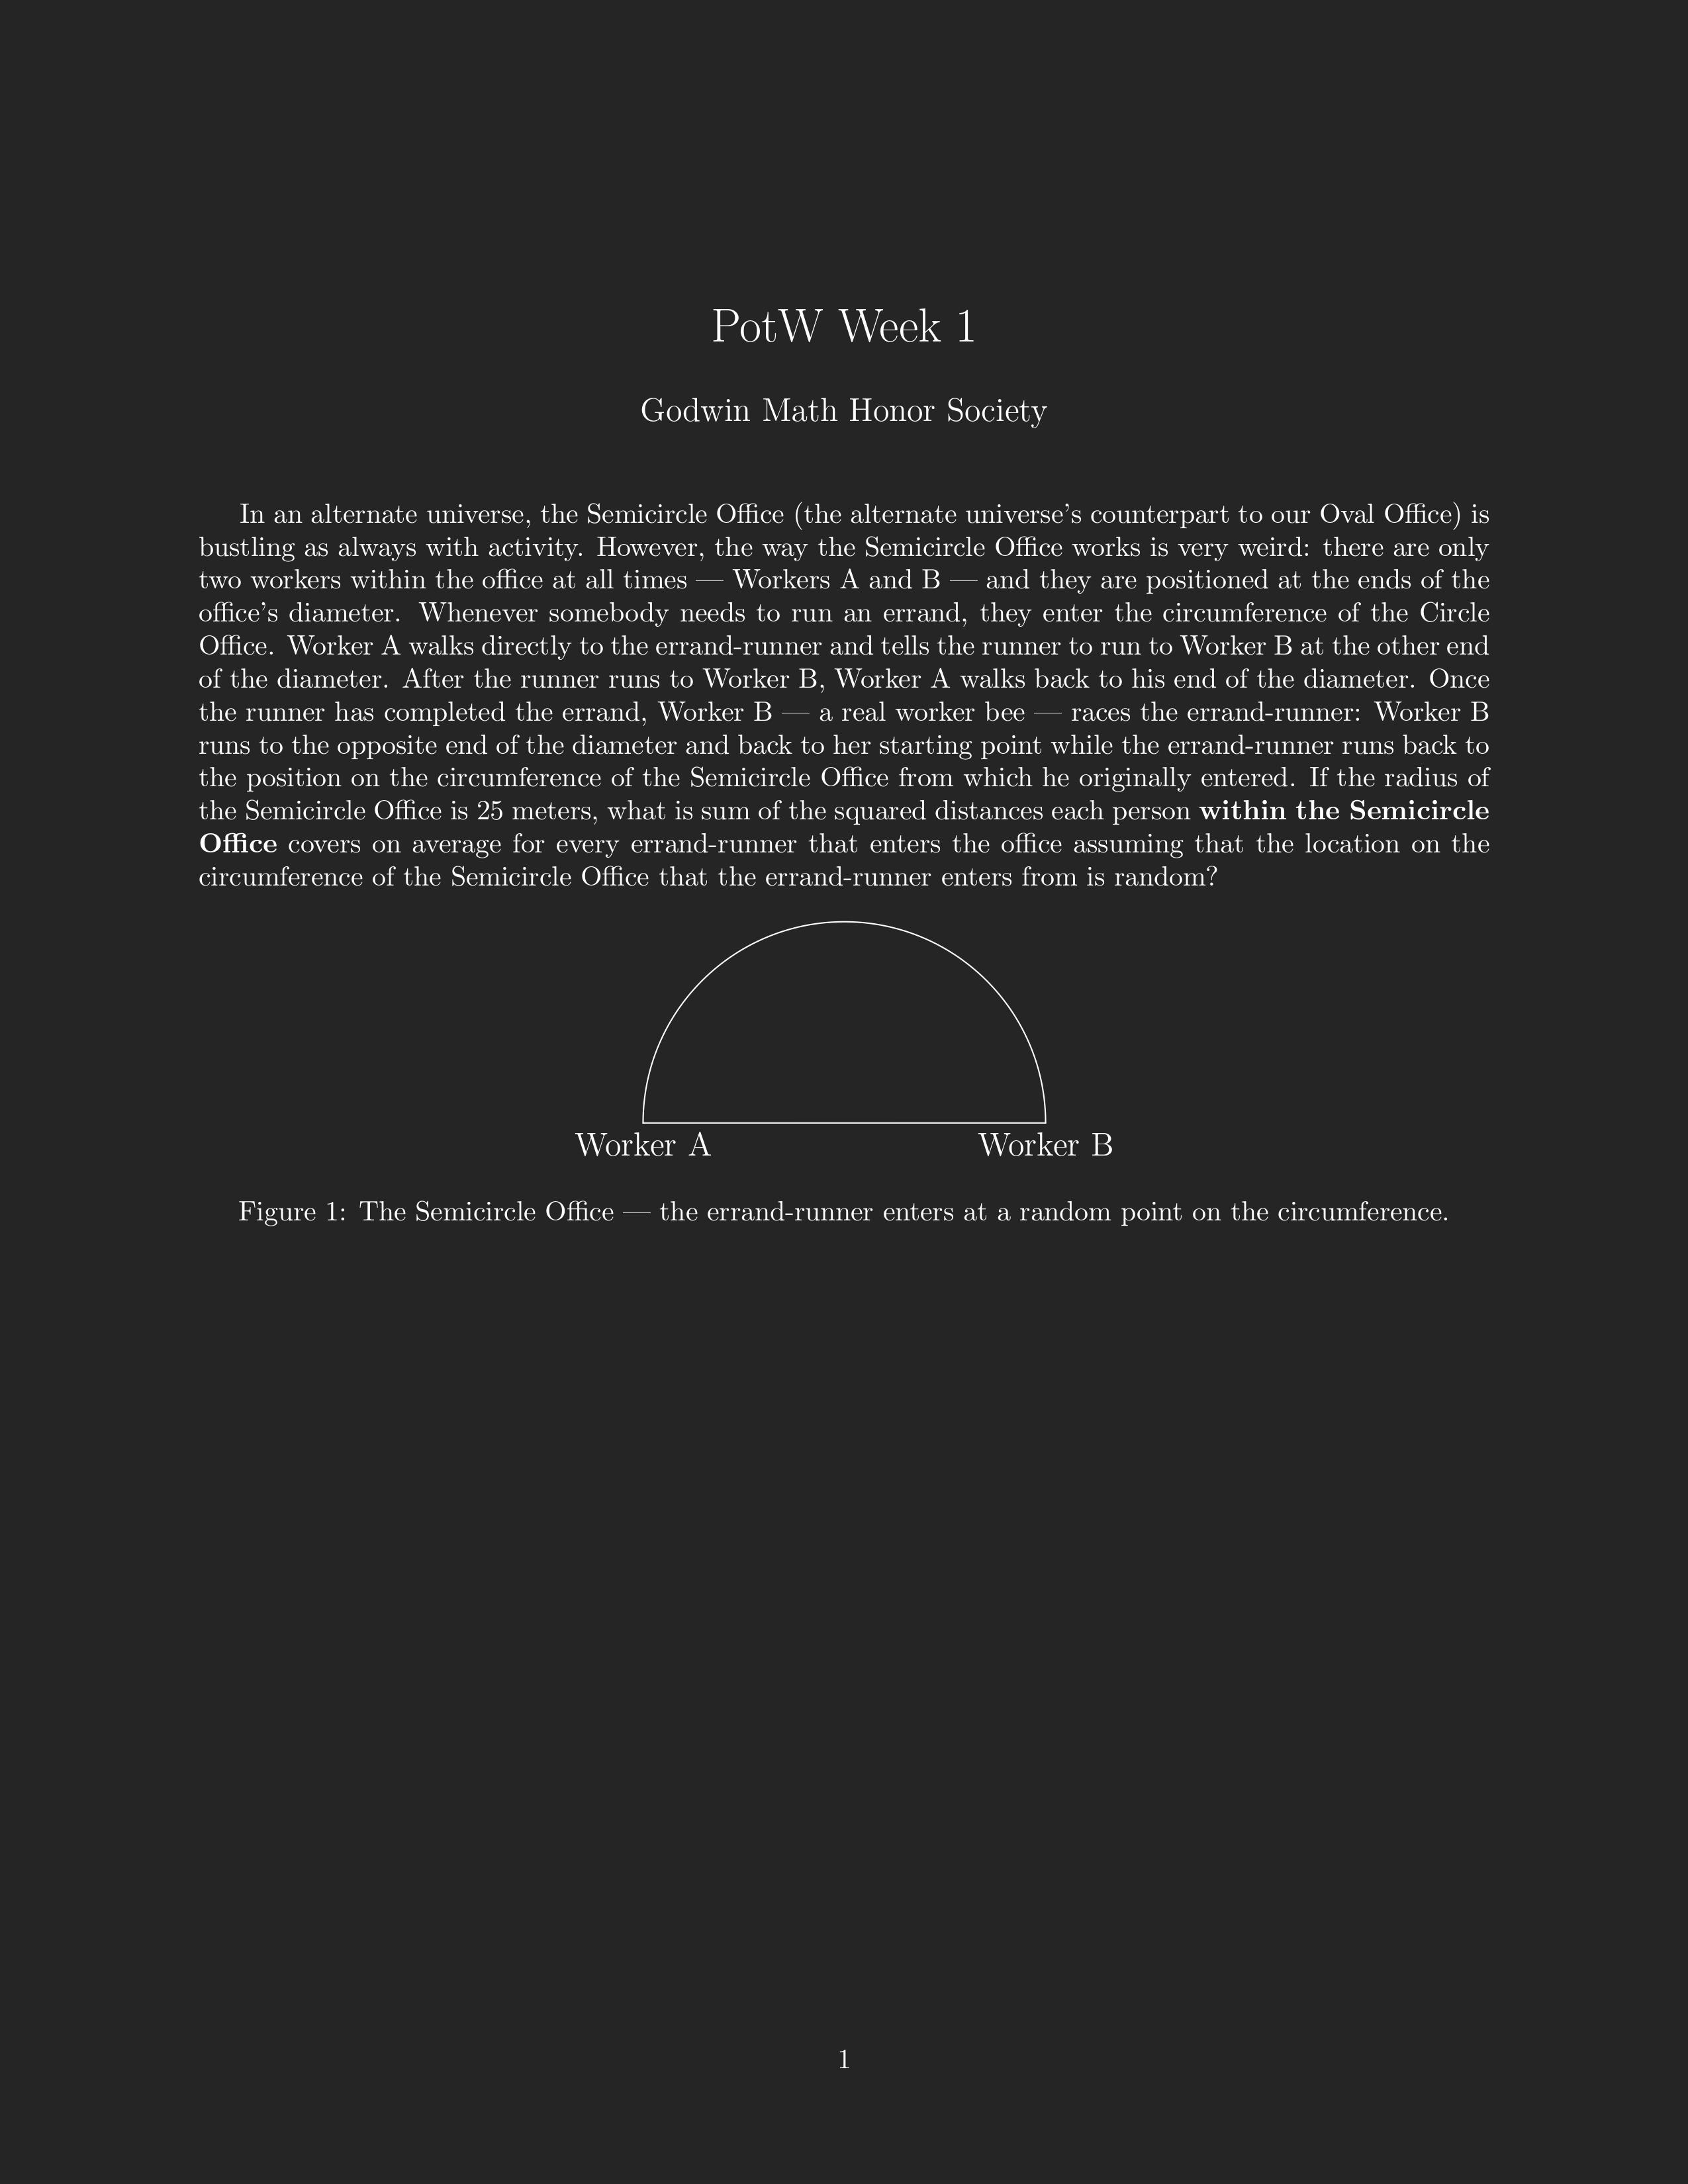 PotW Week 1
Godwin Math Honor Society
In an alternate universe, the Semicircle Office (the alternate universe's counterpart to our Oval Office) is
bustling as always with activity. However, the way the Semicircle Office works is very weird: there are only
two workers within the office at all times — Workers A and B — and they are positioned at the ends of the
office's diameter. Whenever somebody needs to run an errand, they enter the circumference of the Circle
Office. Worker A walks directly to the errand-runner and tells the runner to run to Worker B at the other end
of the diameter. After the runner runs to Worker B, Worker A walks back to his end of the diameter. Once
the runner has completed the errand, Worker B — a real worker bee — races the errand-runner: Worker B
runs to the opposite end of the diameter and back to her starting point while the errand-runner runs back to
the position on the circumference of the Semicircle Office from which he originally entered. If the radius of
the Semicircle Office is 25 meters, what is sum of the squared distances each person within the Semicircle
Office covers on average for every errand-runner that enters the office assuming that the location on the
circumference of the Semicircle Office that the errand-runner enters from is random?
Worker A
Worker B
Figure 1: The Semicircle Office — the errand-runner enters at a random point on the circumference.
1